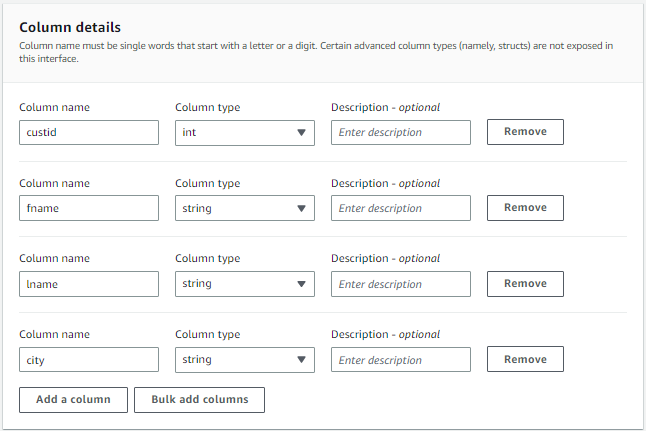 Column details
Column name must be single words that start with a letter or a digit. Certain advanced column types (namely, structs) are not exposed in
this interface.
Column name Column type Description - optional
custid int Enter description Remove
Column name Column type Description - optional
fname string Enter description Remove
Column name Column type Description - optional
lname string Enter description Remove
Column name Column type Description - optional
city string Enter description Remove
Add a column Bulk add columns